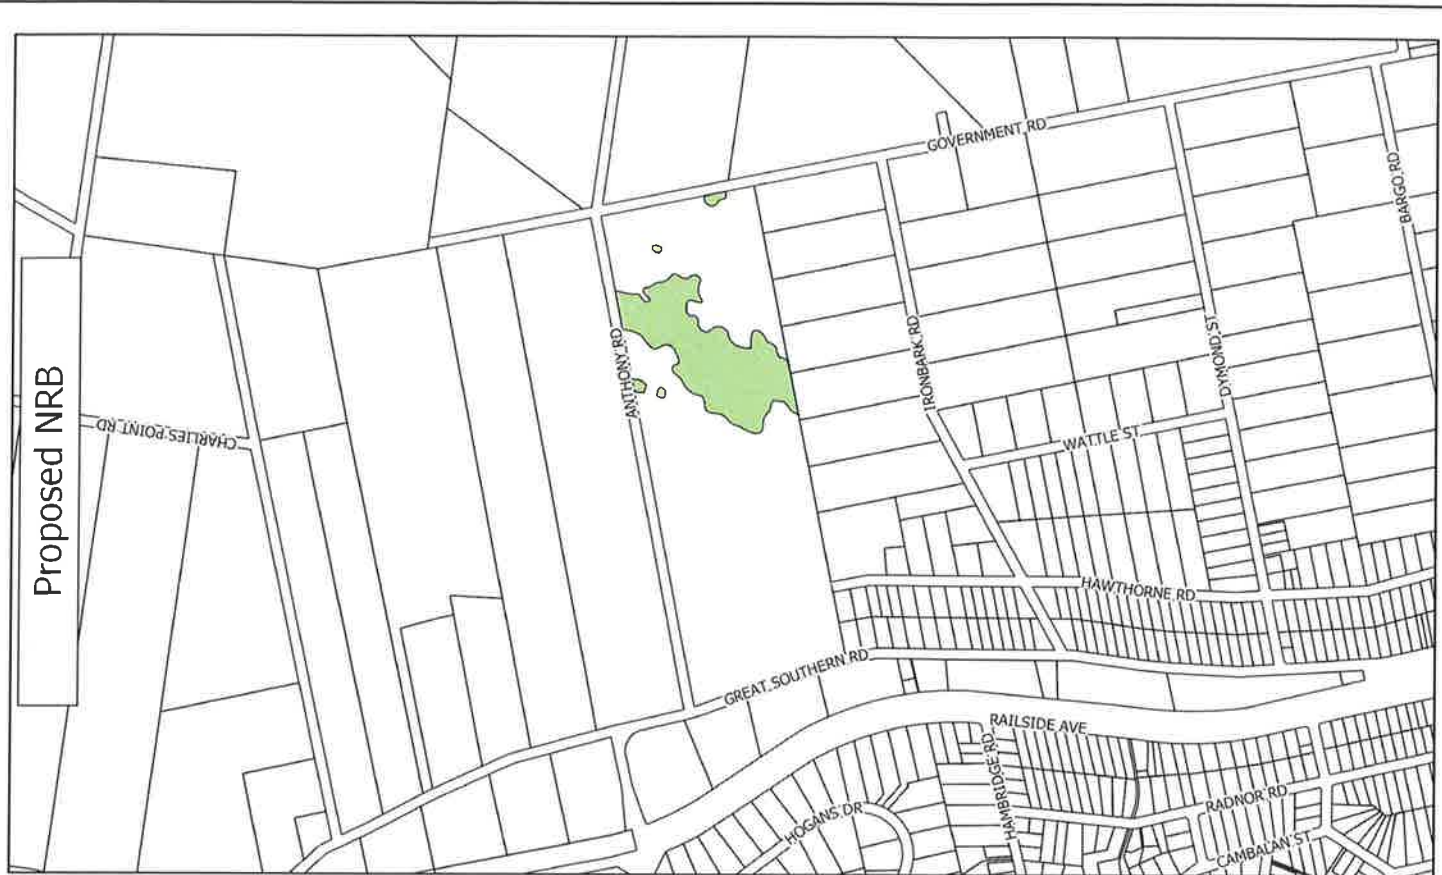 GOVERNMENT RD
BARGO RD
ANTHONY RD
IRONBARK RD
DYMOND ST
Proposed NRB
CHARLIES POINT RD
WATTLE ST
HAWTHORNE RD
GREAT SOUTHERN RD
RAILSIDE AVE
HAMBRIDGE RD
RADNOR RD
HOGANS DR
CAMBALAN ST